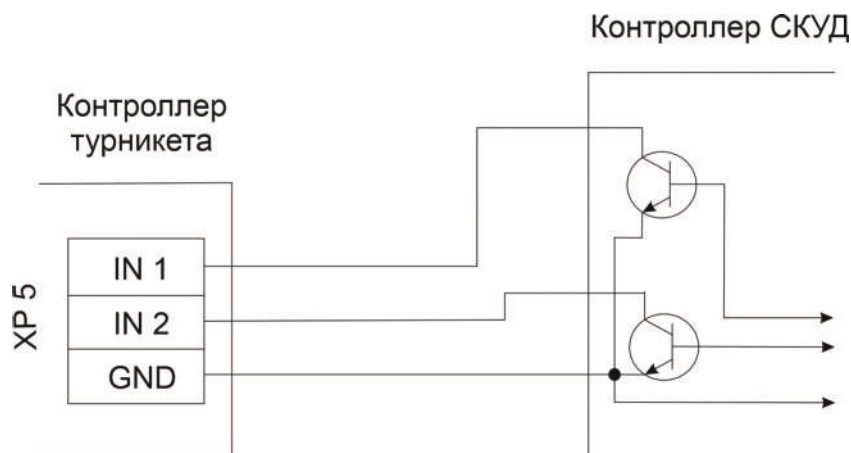 Контроллер СКУД
Контроллер
турникета
XP 5
IN 1
IN 2
GND